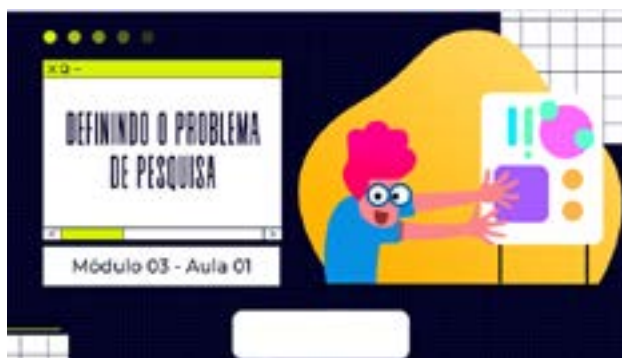 DEFININDO O PROBLEMA
DE PESQUISA
Módulo 03 - Aula 01